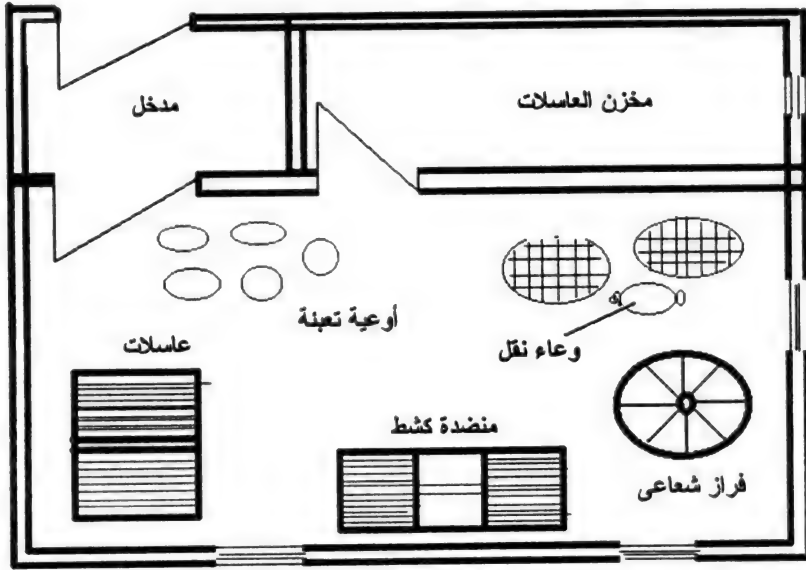 مخزن العاسلات
مدخل
أوعية تعبئة
وعاء نقل
عاسلات
منضدة كشط
فراز شعاعى